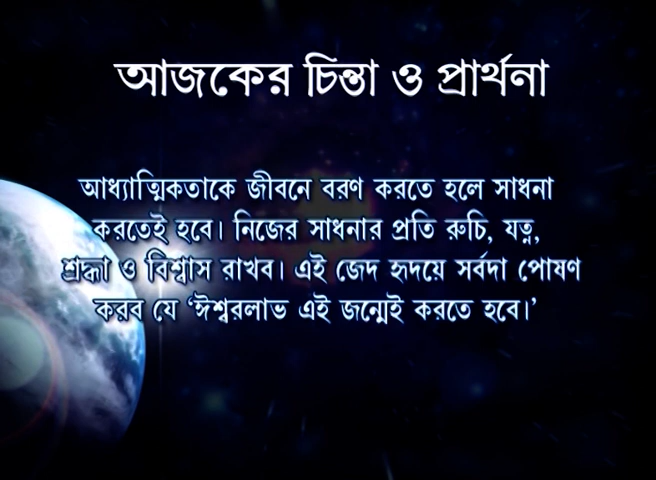 আজকের চিন্তা ও প্রার্থনা
আধ্যাত্মিকতাকে জীবনে বরণ করতে হলে সাধনা
করতেই হবে। নিজের সাধনার প্রতি রুচি, যত্ন,
শ্রদ্ধা ও বিশ্বাস রাখব। এই জেদ হৃদয়ে সর্বদা পোষণ
করব যে ‘ঈশ্বরলাভ এই জন্মেই করতে হবে।’